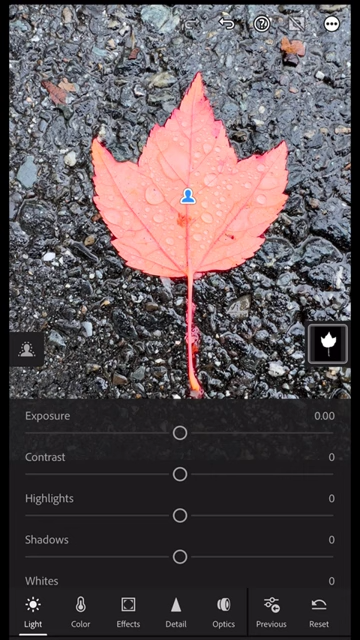 Exposure 0.00
Contrast 0
Highlights 0
Shadows 0
Whites 0
Light Color Effects Detail Optics Previous Reset